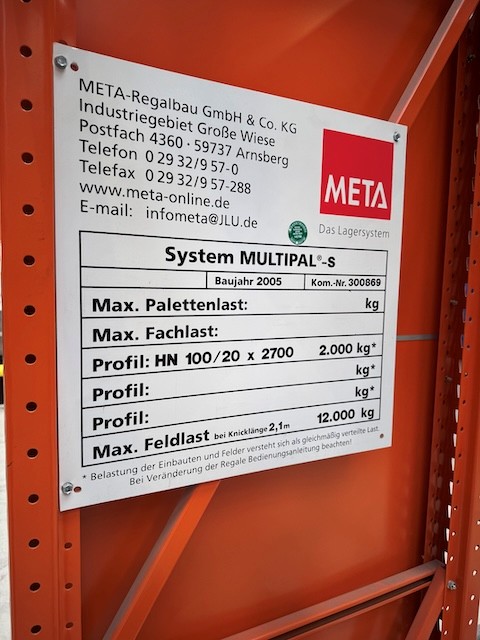 META-Regalbau GmbH & Co. KG
Industriegebiet Große Wiese
Postfach 4360 · 59737 Arnsberg
Telefon 0 29 32/9 57-0
Telefax 0 29 32/9 57-288
www.meta-online.de
E-mail: infometa@JLU.de
META
Das Lagersystem
System MULTIPAL®-S
Baujahr 2005 Kom.-Nr. 300869
Max. Palettenlast: kg
Max. Fachlast:
Profil: HN 100/20 x 2700 2.000 kg*
Profil: kg*
Profil: kg*
Max. Feldlast bei Knicklänge 2,1m 12.000 kg
* Belastung der Einbauten und Felder versteht sich als gleichmäßig verteilte Last.
Bei Veränderung der Regale Bedienungsanleitung beachten!